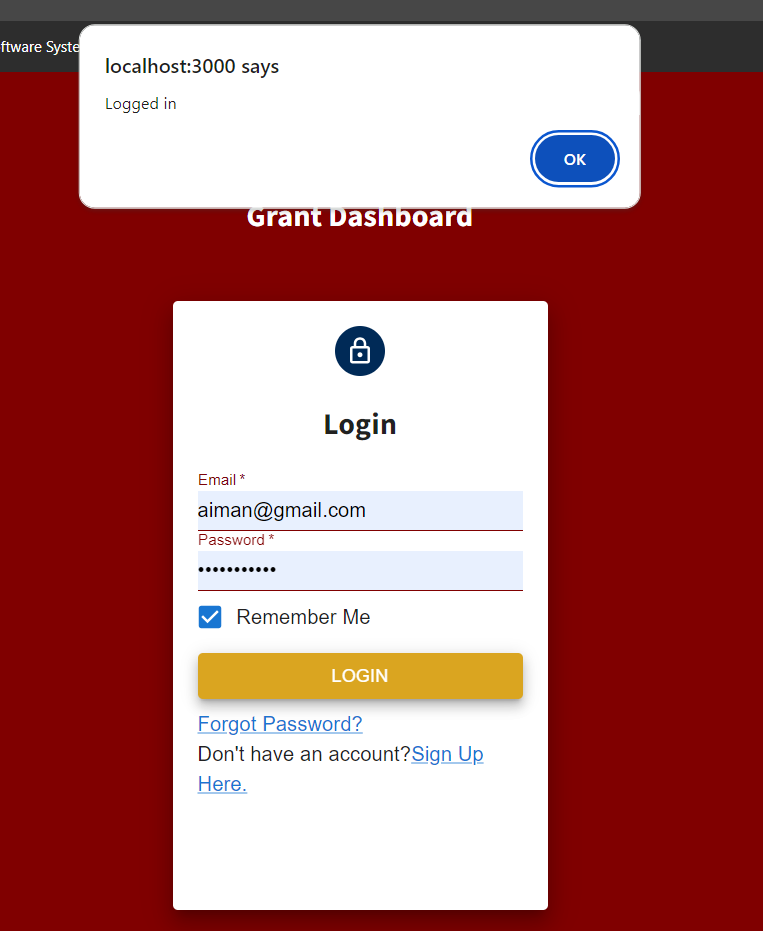 ftware Syste
localhost:3000 says
Logged in
OK
Grant Dashboard
Login
Email *
aiman@gmail.com
Password *
•••••••••••
Remember Me
LOGIN
Forgot Password?
Don't have an account?Sign Up
Here.